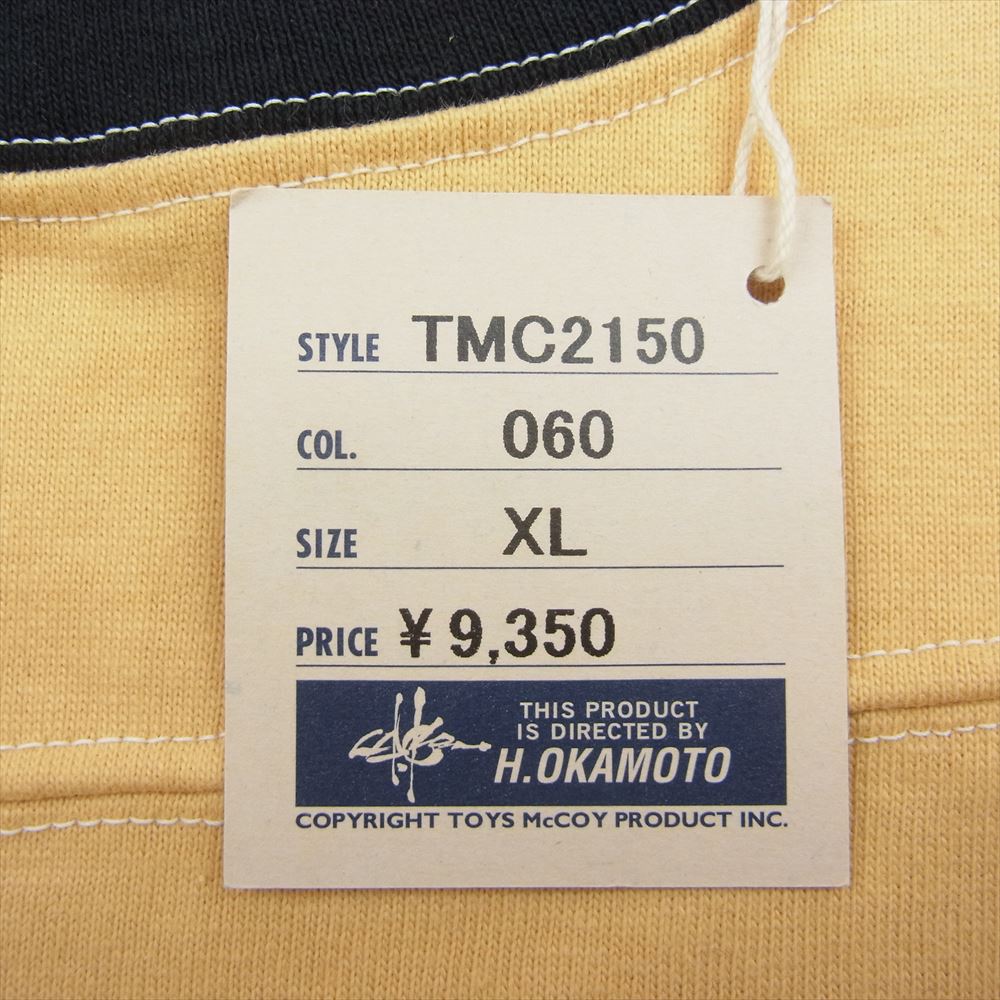 STYLE TMC2150
COL. 060
SIZE XL
PRICE ¥ 9,350
THIS PRODUCT
IS DIRECTED BY
H.OKAMOTO
COPYRIGHT TOYS McCOY PRODUCT INC.